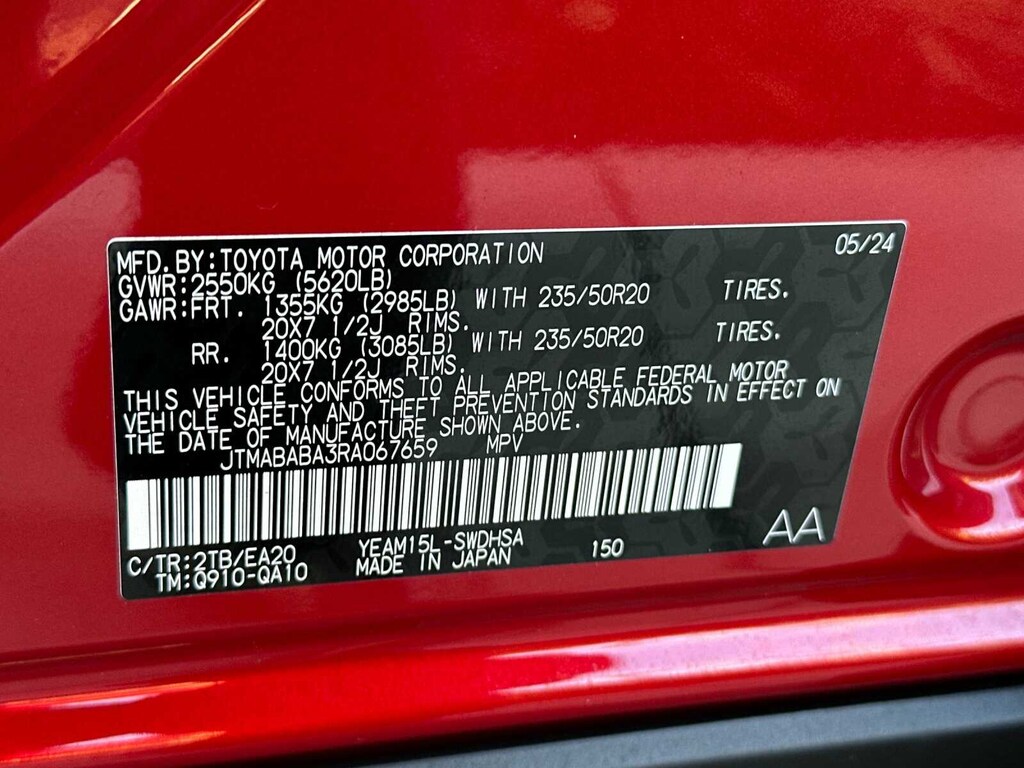 MFD.BY:TOYOTA MOTOR CORPORATION 05/24
GVWR:2550KG (5620LB)
GAWR:FRT. 1355KG (2985LB) WITH 235/50R20 TIRES.
20X7 1/2J RIMS.
RR. 1400KG (3085LB) WITH 235/50R20 TIRES.
20X7 1/2J RIMS.
THIS VEHICLE CONFORMS TO ALL APPLICABLE FEDERAL MOTOR
VEHICLE SAFETY AND THEFT PREVENTION STANDARDS IN EFFECT ON
THE DATE OF MANUFACTURE SHOWN ABOVE.
JTMABABA3RA067659 MPV
C/TR:2TB/EA20 YEAM15L-SWDHSA 150 AA
TM:Q910-QA10 MADE IN JAPAN